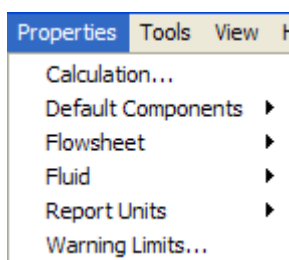 Properties Tools View
Calculation...
Default Components
Flowsheet
Fluid
Report Units
Warning Limits...